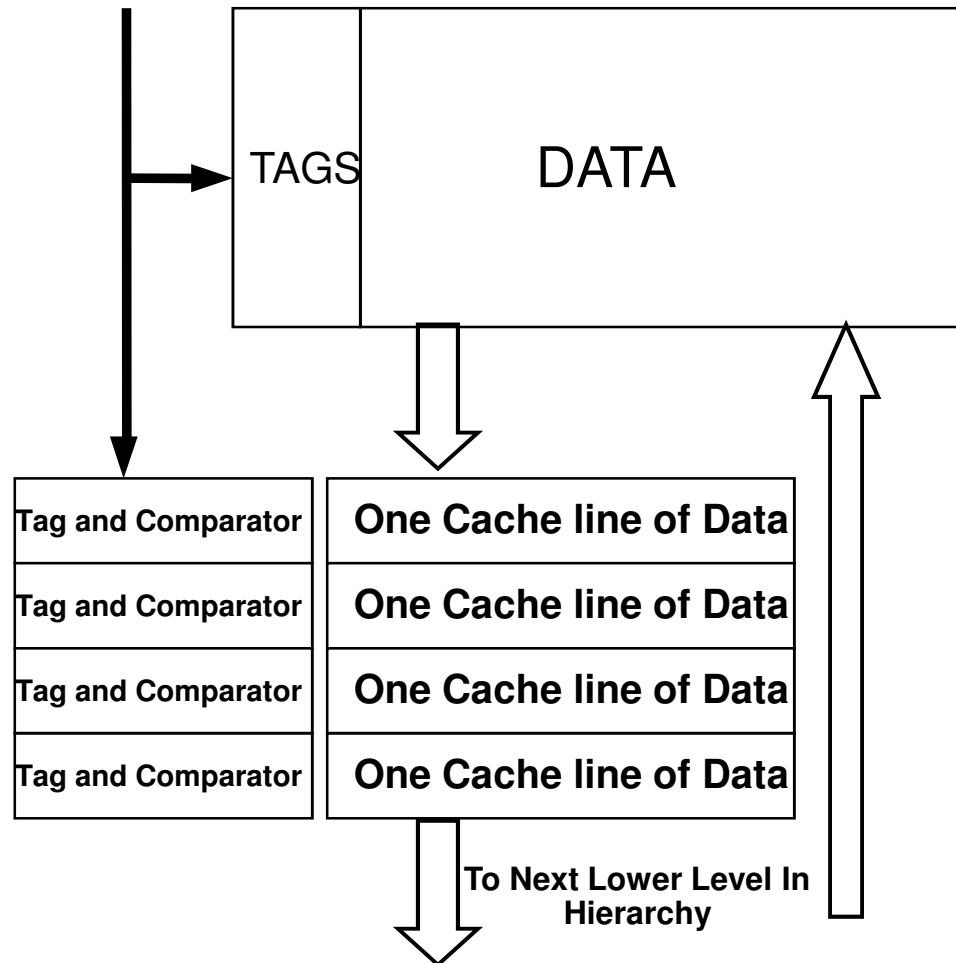 TAGS
DATA
Tag and Comparator
One Cache line of Data
Tag and Comparator
One Cache line of Data
Tag and Comparator
One Cache line of Data
Tag and Comparator
One Cache line of Data
To Next Lower Level In
Hierarchy